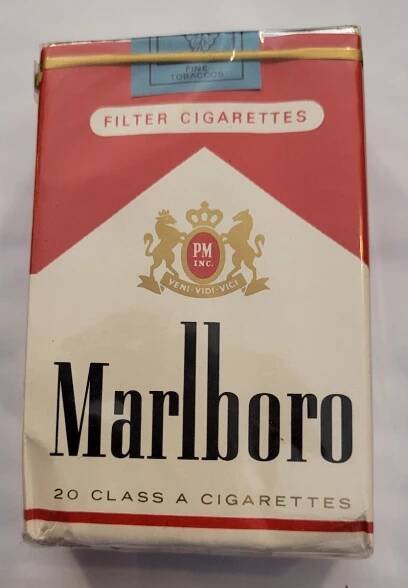 FINE
TOBACCOS
FILTER CIGARETTES
PM
INC.
VENI-VIDI-VICI
Marlboro
20 CLASS A CIGARETTES